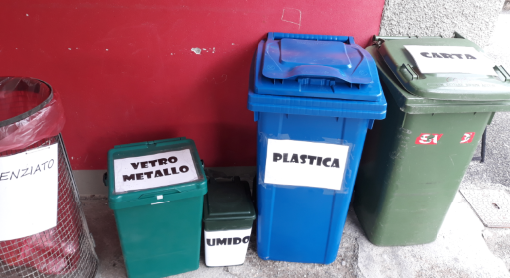 ENZIATO
VETRO
METALLO
UMIDO
PLASTICA
CARTA